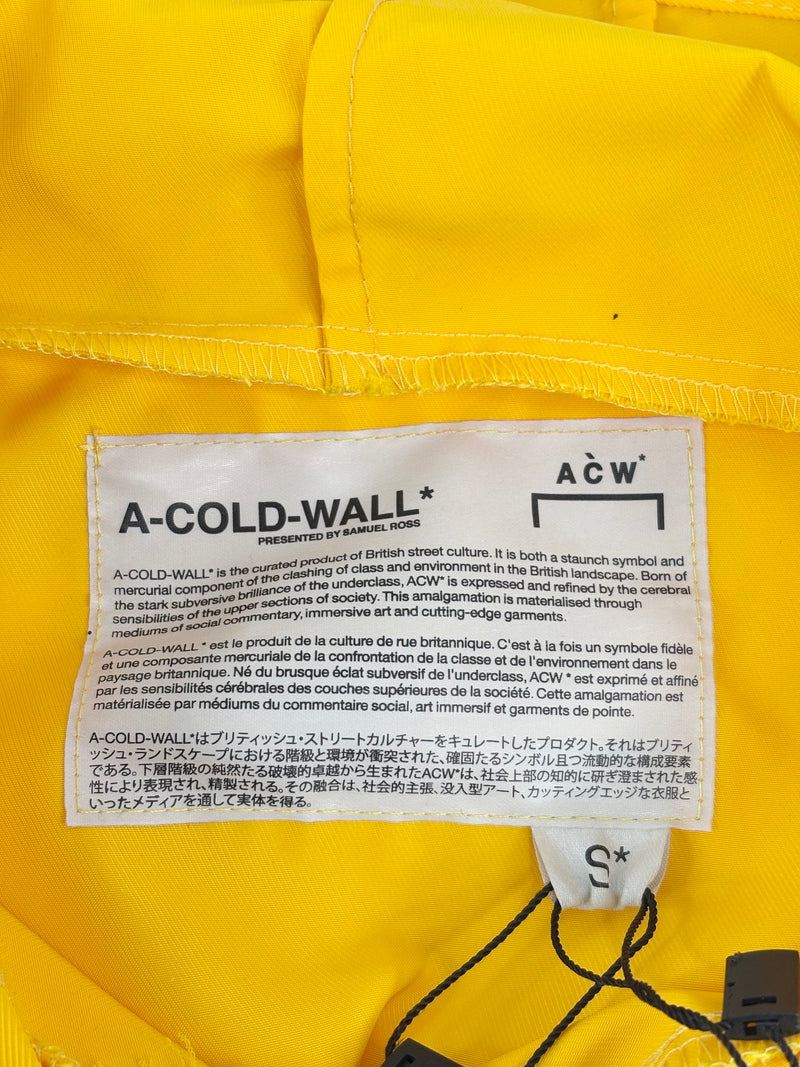 A-COLD-WALL*
PRESENTED BY SAMUEL ROSS
ACW*
A-COLD-WALL* is the curated product of British street culture. It is both a staunch symbol and
mercurial component of the clashing of class and environment in the British landscape. Born of
the stark subversive brilliance of the underclass, ACW* is expressed and refined by the cerebral
sensibilities of the upper sections of society. This amalgamation is materialised through
mediums of social commentary, immersive art and cutting-edge garments.
A-COLD-WALL * est le produit de la culture de rue britannique. C'est à la fois un symbole fidèle
et une composante mercuriale de la confrontation de la classe et de l'environnement dans le
paysage britannique. Né du brusque éclat subversif de l'underclass, ACW * est exprimé et affiné
par les sensibilités cérébrales des couches supérieures de la société. Cette amalgamation est
matérialisée par médiums du commentaire social, art immersif et garments de pointe.
A-COLD-WALL*はブリティッシュ・ストリートカルチャーをキュレートしたプロダクト。それはブリティ
ッシュ・ランドスケープにおける階級と環境が衝突された、確固たるシンボル且つ流動的な構成要素
である。下層階級の純然たる破壊的卓越から生まれたACW*は、社会上部の知的に研ぎ澄まされた感
性により表現され、精製される。その融合は、社会的主張、没入型アート、カッティングエッジな衣服と
いったメディアを通して実体を得る。
S*